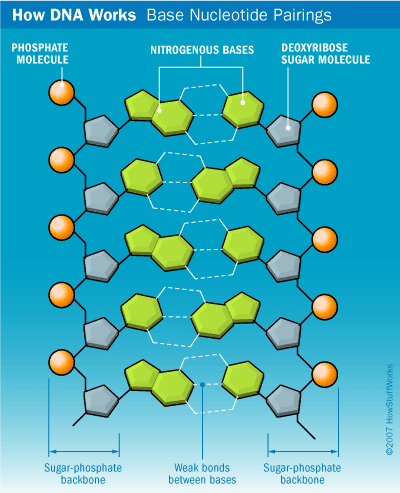 How DNA Works Base Nucleotide Pairings
PHOSPHATE
MOLECULE
NITROGENOUS BASES
DEOXYRIBOSE
SUGAR MOLECULE
Sugar-phosphate
backbone
Weak bonds
between bases
Sugar-phosphate
backbone
©2007 HowStuffWorks